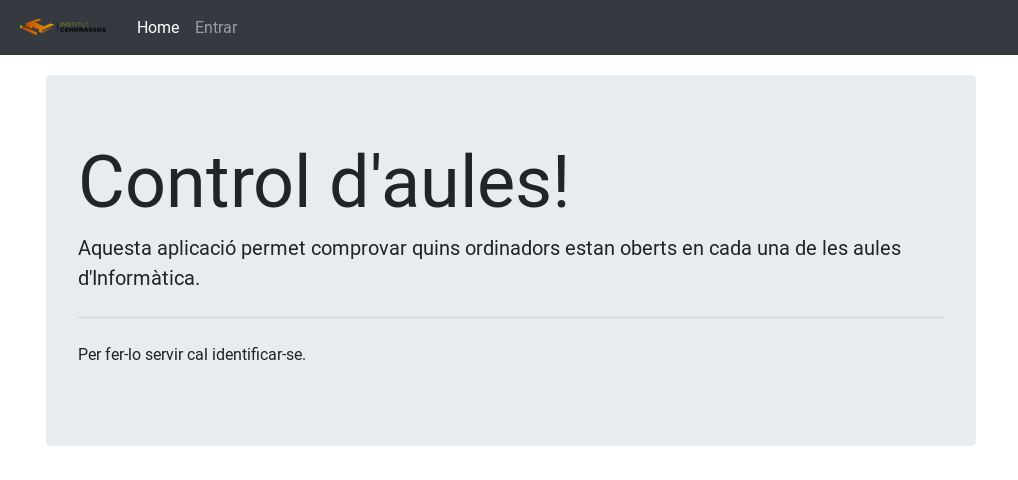 INSTITUT
CENDRASSOS
Home
Entrar
Control d'aules!
Aquesta aplicació permet comprovar quins ordinadors estan oberts en cada una de les aules
d'Informàtica.
Per fer-lo servir cal identificar-se.